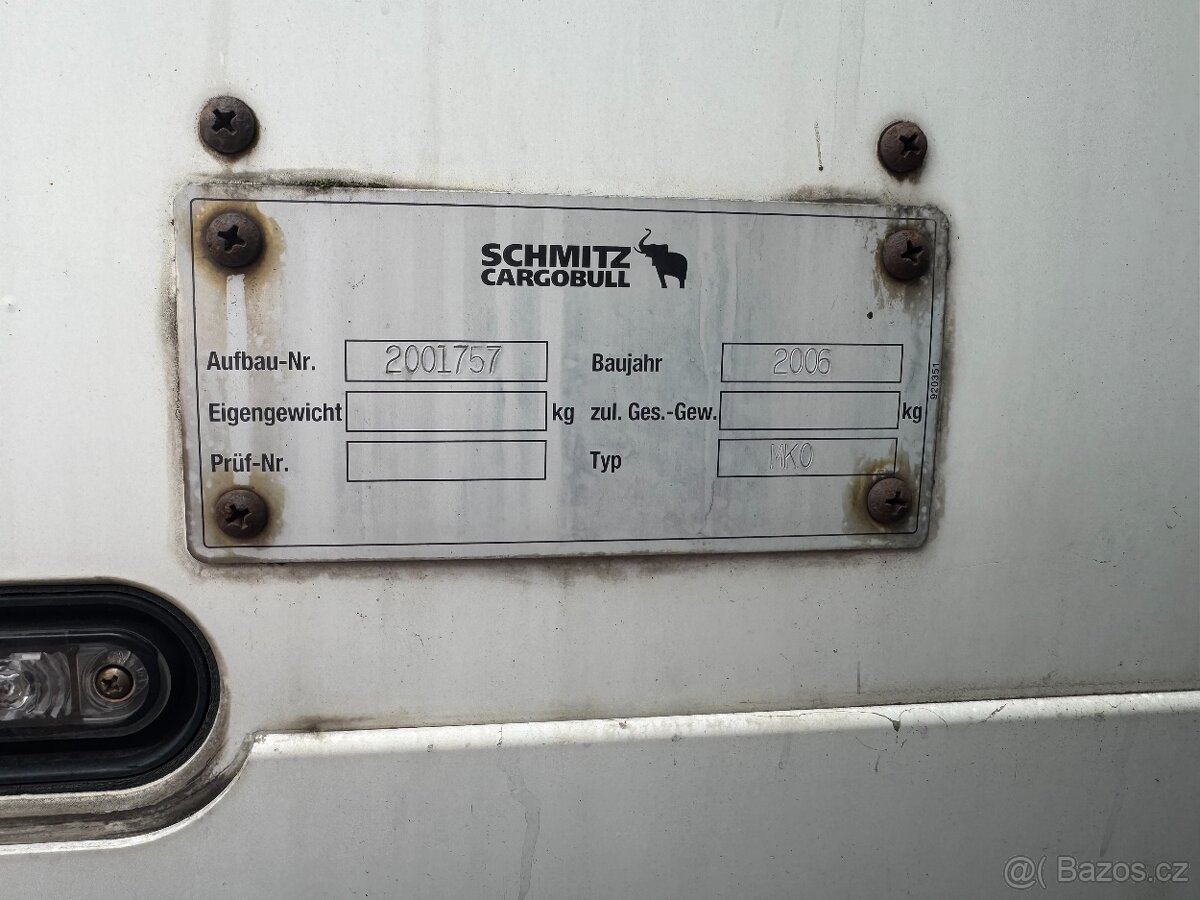 SCHMITZ
CARGOBULL
Aufbau-Nr. 2001757 Baujahr 2006
Eigengewicht kg zul. Ges.-Gew. kg
Prüf-Nr. Typ MKO
920351
@( Bazos.cz